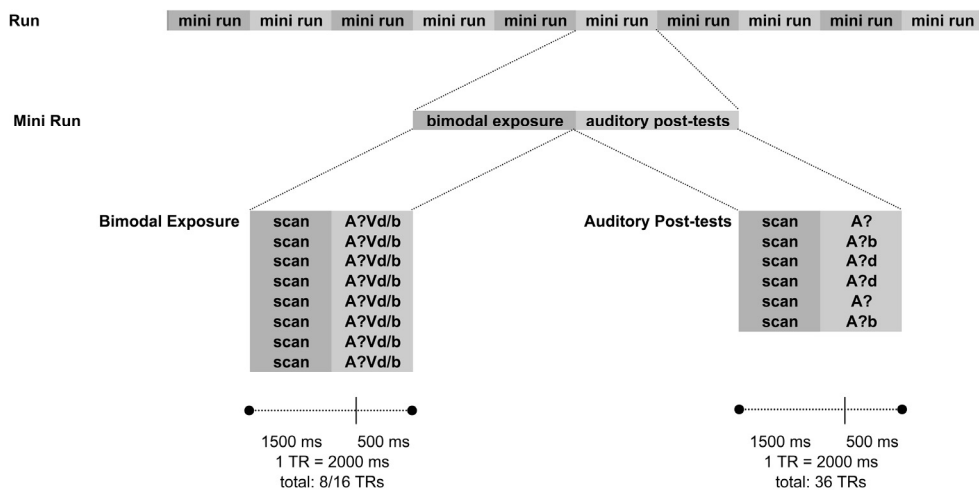 Run mini run mini run mini run mini run mini run mini run mini run mini run mini run mini run
Mini Run bimodal exposure auditory post-tests
Bimodal Exposure scan A?Vd/b
scan A?Vd/b
scan A?Vd/b
scan A?Vd/b
scan A?Vd/b
scan A?Vd/b
scan A?Vd/b
scan A?Vd/b
1500 ms 500 ms
1 TR = 2000 ms
total: 8/16 TRs
Auditory Post-tests scan A?
scan A?b
scan A?d
scan A?d
scan A?
scan A?b
1500 ms 500 ms
1 TR = 2000 ms
total: 36 TRs